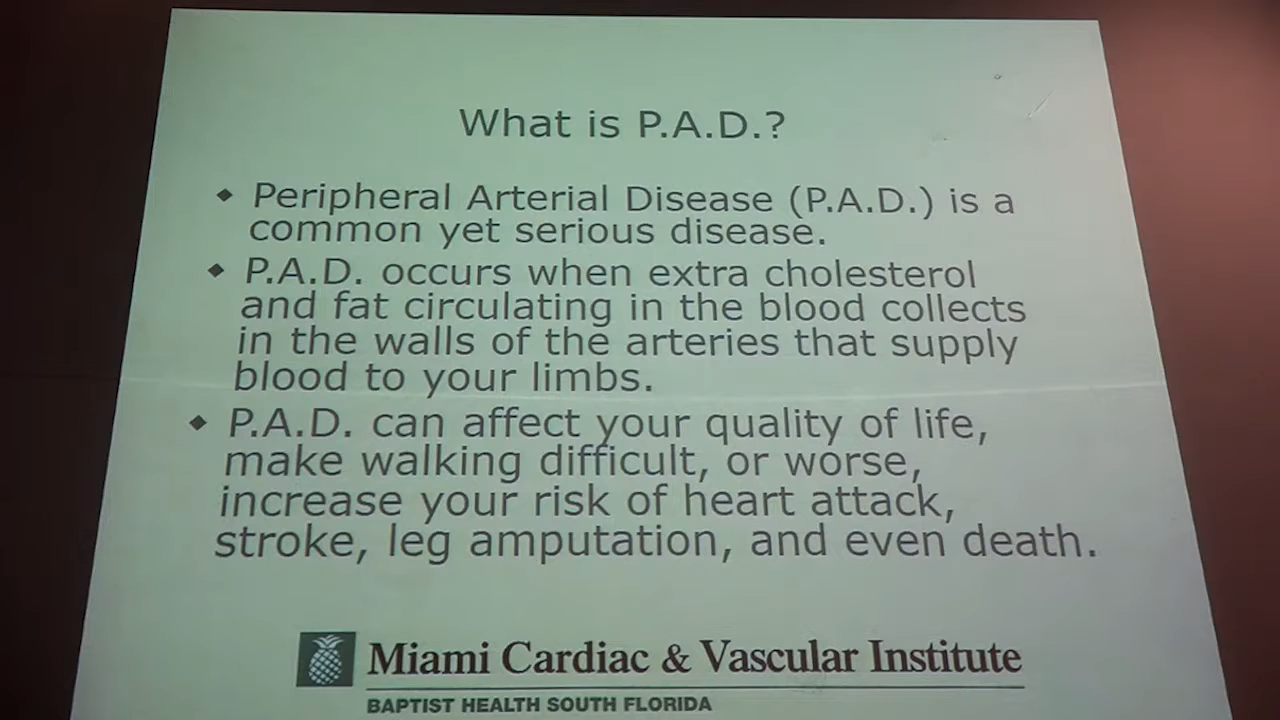 What is P.A.D.?
◆ Peripheral Arterial Disease (P.A.D.) is a
common yet serious disease.
◆ P.A.D. occurs when extra cholesterol
and fat circulating in the blood collects
in the walls of the arteries that supply
blood to your limbs.
◆ P.A.D. can affect your quality of life,
make walking difficult, or worse,
increase your risk of heart attack,
stroke, leg amputation, and even death.
Miami Cardiac & Vascular Institute
BAPTIST HEALTH SOUTH FLORIDA